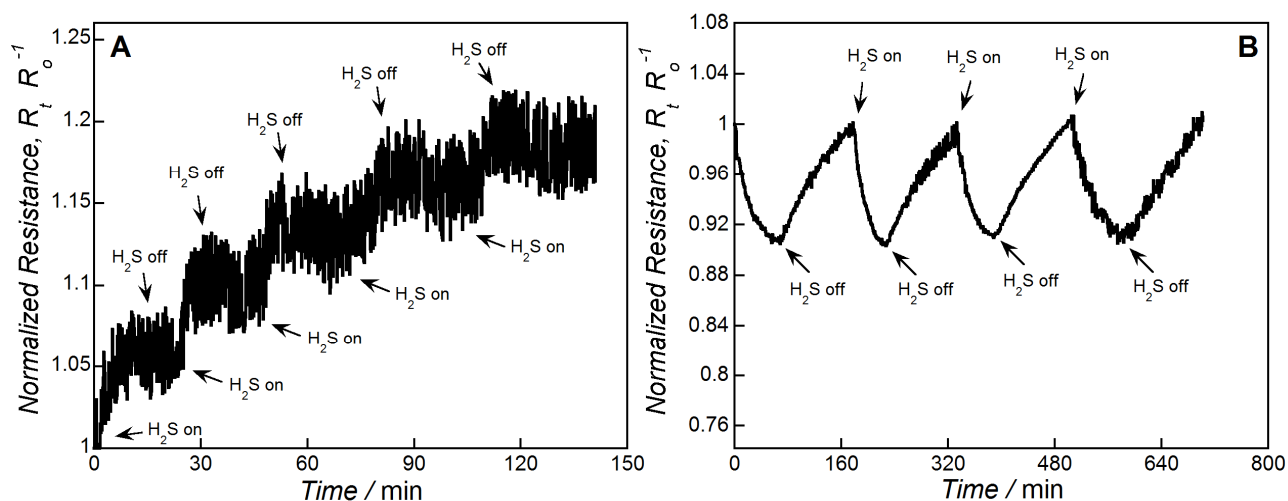 A
Normalized Resistance, Rₜ Rₒ⁻¹
1.25
1.2
1.15
1.1
1.05
1
H₂S off
H₂S off
H₂S off
H₂S off
H₂S off
H₂S on
H₂S on
H₂S on
H₂S on
H₂S on
0 30 60 90 120 150
Time / min
B
Normalized Resistance, Rₜ Rₒ⁻¹
1.08
1.04
1
0.96
0.92
0.88
0.84
0.8
0.76
H₂S on
H₂S on
H₂S on
H₂S off
H₂S off
H₂S off
H₂S off
0 160 320 480 640 800
Time / min